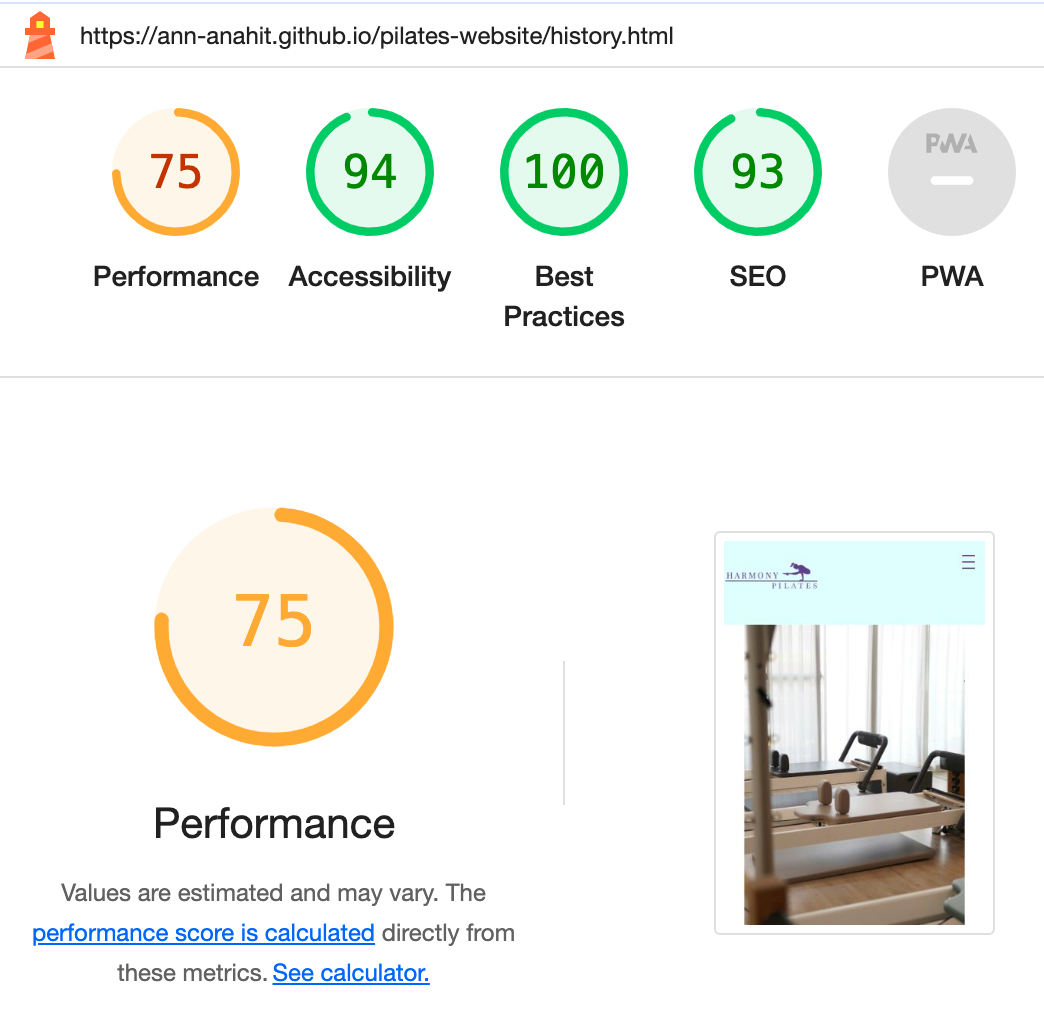 https://ann-anahit.github.io/pilates-website/history.html
75
94
100
93
PWA
Performance
Accessibility
Best
Practices
SEO
PWA
75
HARMONY
PILATES
Performance
Values are estimated and may vary. The
performance score is calculated directly from
these metrics. See calculator.